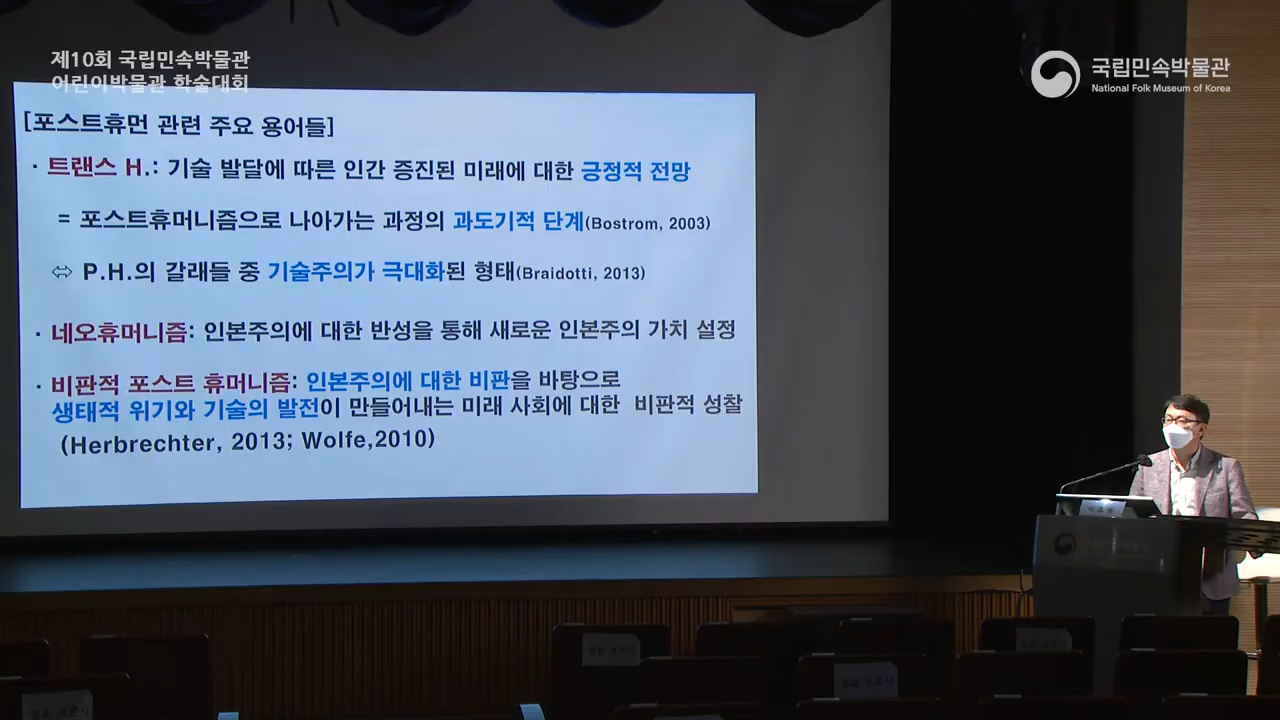 제10회 국립민속박물관
어린이박물관 학술대회
국립민속박물관
National Folk Museum of Korea
[포스트휴먼 관련 주요 용어들]
· 트랜스 H.: 기술 발달에 따른 인간 증진된 미래에 대한 긍정적 전망
= 포스트휴머니즘으로 나아가는 과정의 과도기적 단계(Bostrom, 2003)
⇔ P.H.의 갈래들 중 기술주의가 극대화된 형태(Braidotti, 2013)
· 네오휴머니즘: 인본주의에 대한 반성을 통해 새로운 인본주의 가치 설정
· 비판적 포스트 휴머니즘: 인본주의에 대한 비판을 바탕으로
생태적 위기와 기술의 발전이 만들어내는 미래 사회에 대한 비판적 성찰
(Herbrechter, 2013; Wolfe,2010)